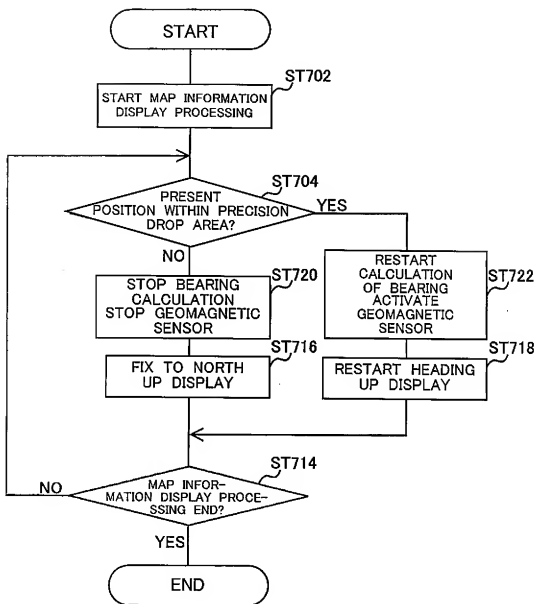 START
ST702
START MAP INFORMATION
DISPLAY PROCESSING
ST704
PRESENT
POSITION WITHIN PRECISION
DROP AREA?
YES
NO
ST720
STOP BEARING
CALCULATION
STOP GEOMAGNETIC
SENSOR
RESTART
CALCULATION
OF BEARING
ACTIVATE
GEOMAGNETIC
SENSOR
ST722
ST716
FIX TO NORTH
UP DISPLAY
ST718
RESTART HEADING
UP DISPLAY
ST714
MAP INFOR-
MATION DISPLAY PROCE-
SSING END?
NO
YES
END